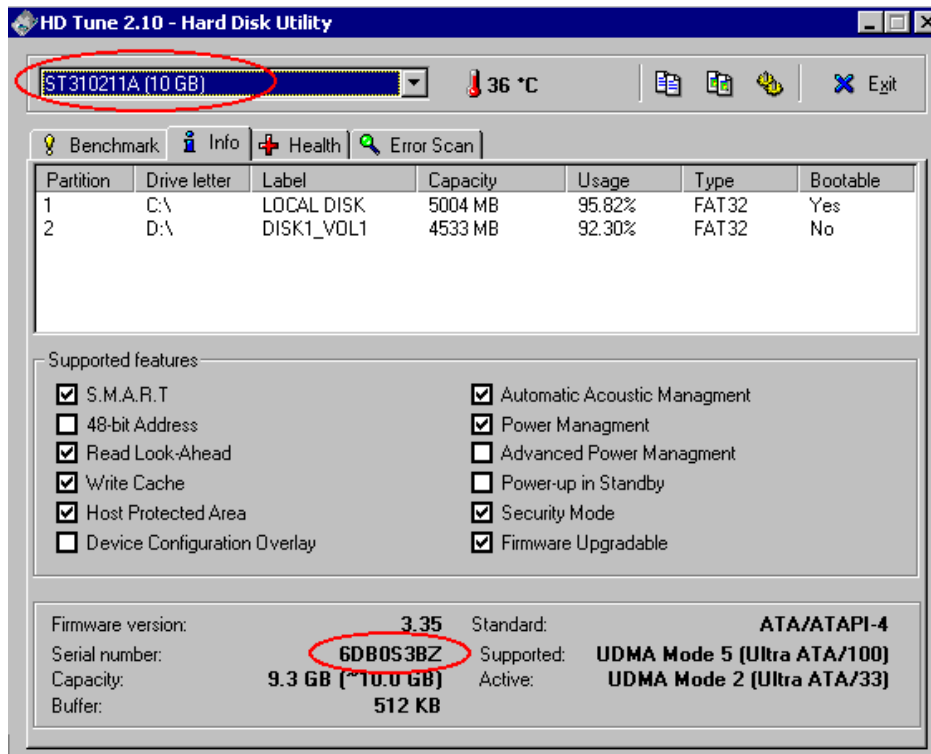 HD Tune 2.10 - Hard Disk Utility
ST310211A (10 GB) 36 °C Exit
Benchmark Info Health Error Scan
Partition Drive letter Label Capacity Usage Type Bootable
1 C:\ LOCAL DISK 5004 MB 95.82% FAT32 Yes
2 D:\ DISK1_VOL1 4533 MB 92.30% FAT32 No
Supported features
S.M.A.R.T Automatic Acoustic Managment
48-bit Address Power Managment
Read Look-Ahead Advanced Power Managment
Write Cache Power-up in Standby
Host Protected Area Security Mode
Device Configuration Overlay Firmware Upgradable
Firmware version: 3.35 Standard: ATA/ATAPI-4
Serial number: 6DB0S3BZ Supported: UDMA Mode 5 (Ultra ATA/100)
Capacity: 9.3 GB (~10.0 GB) Active: UDMA Mode 2 (Ultra ATA/33)
Buffer: 512 KB